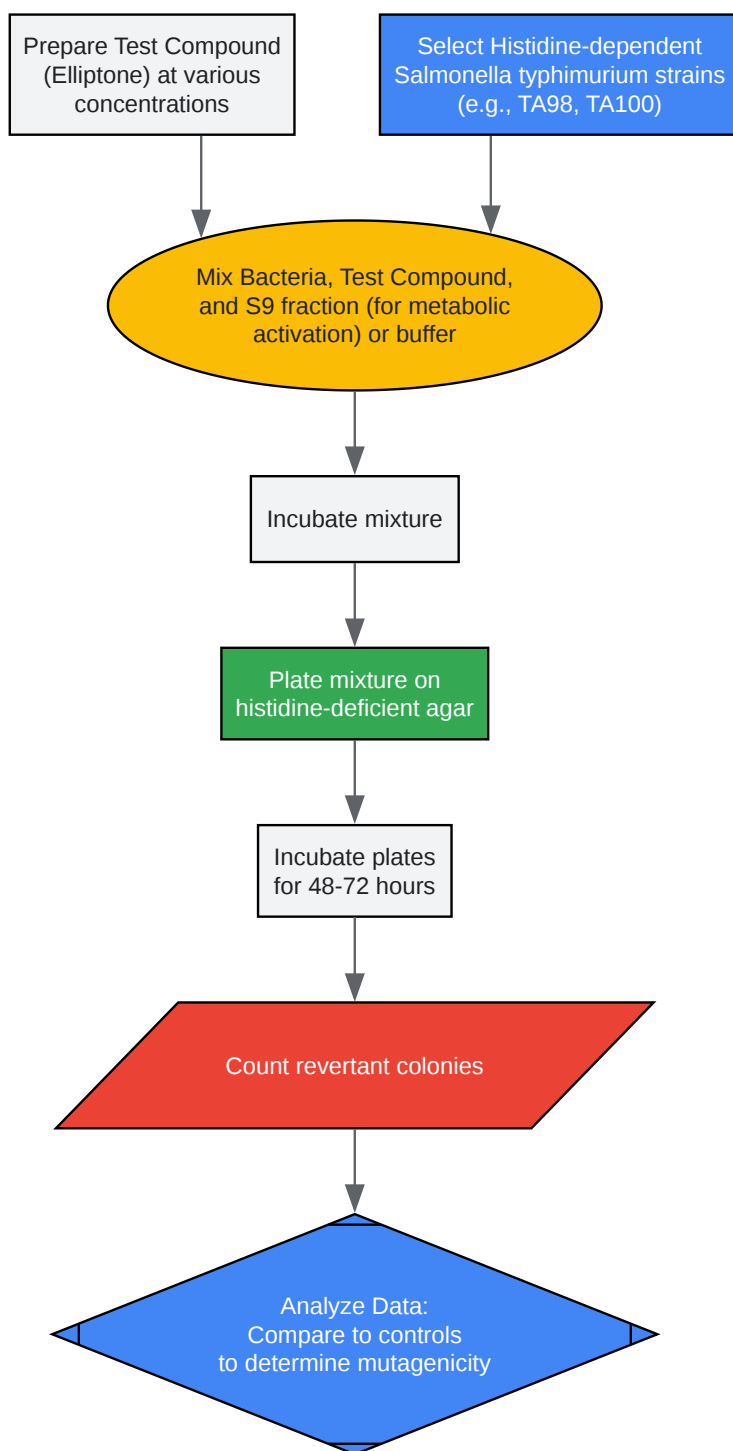 Prepare Test Compound
(Elliptone) at various
concentrations
Select Histidine-dependent
Salmonella typhimurium strains
(e.g., TA98, TA100)
Mix Bacteria, Test Compound,
and S9 fraction (for metabolic
activation) or buffer
Incubate mixture
Plate mixture on
histidine-deficient agar
Incubate plates
for 48-72 hours
Count revertant colonies
Analyze Data:
Compare to controls
to determine mutagenicity